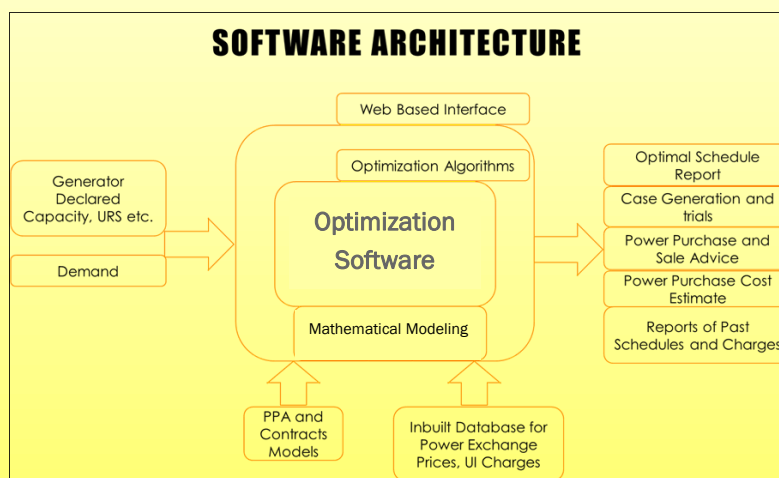 SOFTWARE ARCHITECTURE
Web Based Interface
Optimization Algorithms
Generator
Declared
Capacity, URS etc.
Demand
Optimization
Software
Mathematical Modeling
PPA and
Contracts
Models
Inbuilt Database for
Power Exchange
Prices, UI Charges
Optimal Schedule
Report
Case Generation and
trials
Power Purchase and
Sale Advice
Power Purchase Cost
Estimate
Reports of Past
Schedules and Charges